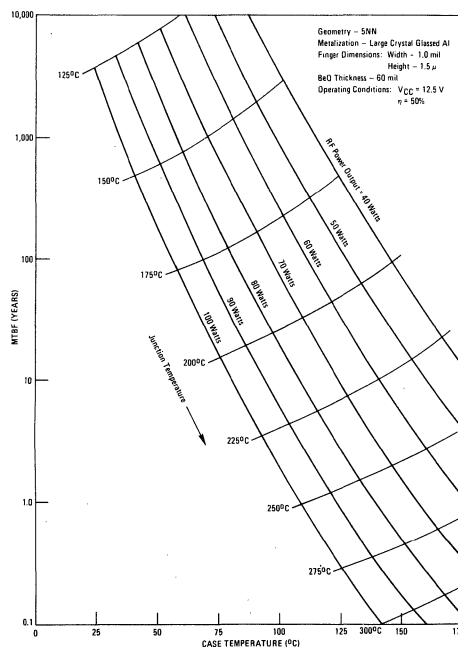 10,000
1,000
100
10
1.0
0.1
MTBF (YEARS)
0
25
50
75
100
125
150
175
CASE TEMPERATURE (°C)
Geometry – 5NN
Metalization – Large Crystal Glassed Al
Finger Dimensions: Width - 1.0 mil
Height - 1.5 μ
BeO Thickness – 60 mil
Operating Conditions: VCC = 12.5 V
η = 50%
125°C
150°C
175°C
200°C
225°C
250°C
275°C
300°C
Junction Temperature
RF Power Output = 40 Watts
50 Watts
60 Watts
70 Watts
80 Watts
90 Watts
100 Watts